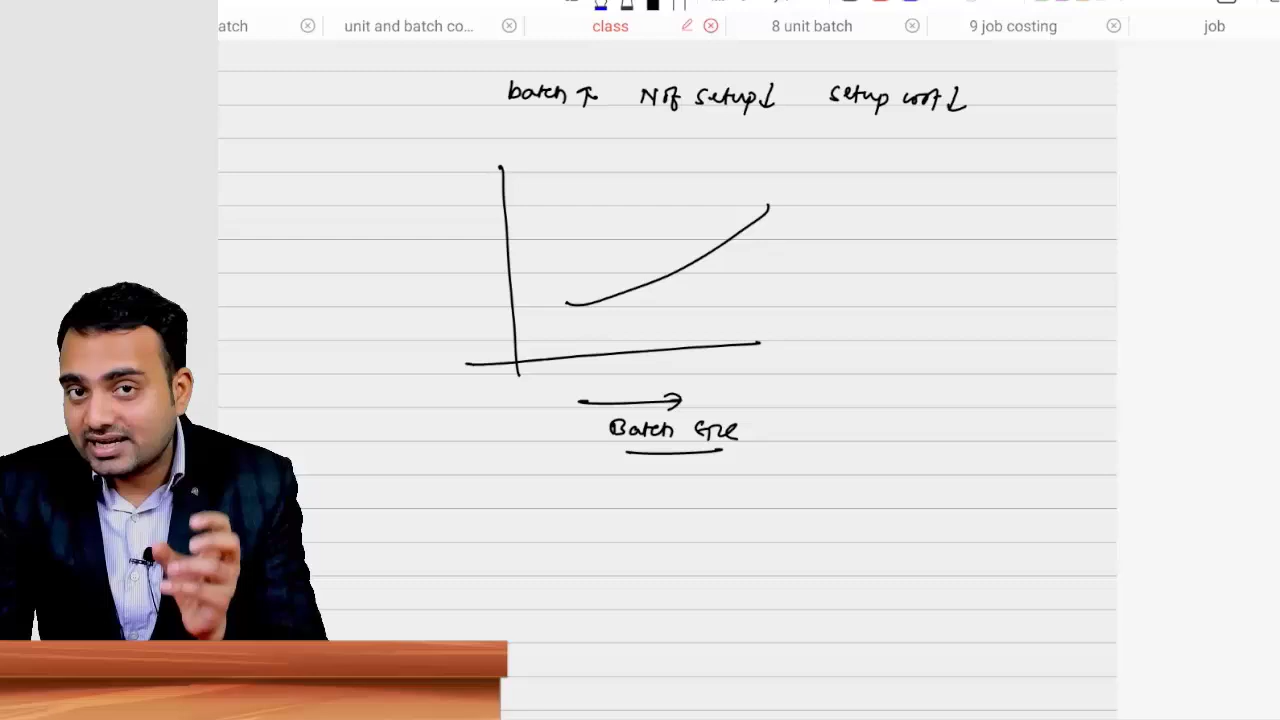 atch unit and batch co... class 8 unit batch 9 job costing job
batch ↑ No of setup ↓ setup cost ↓
Batch size